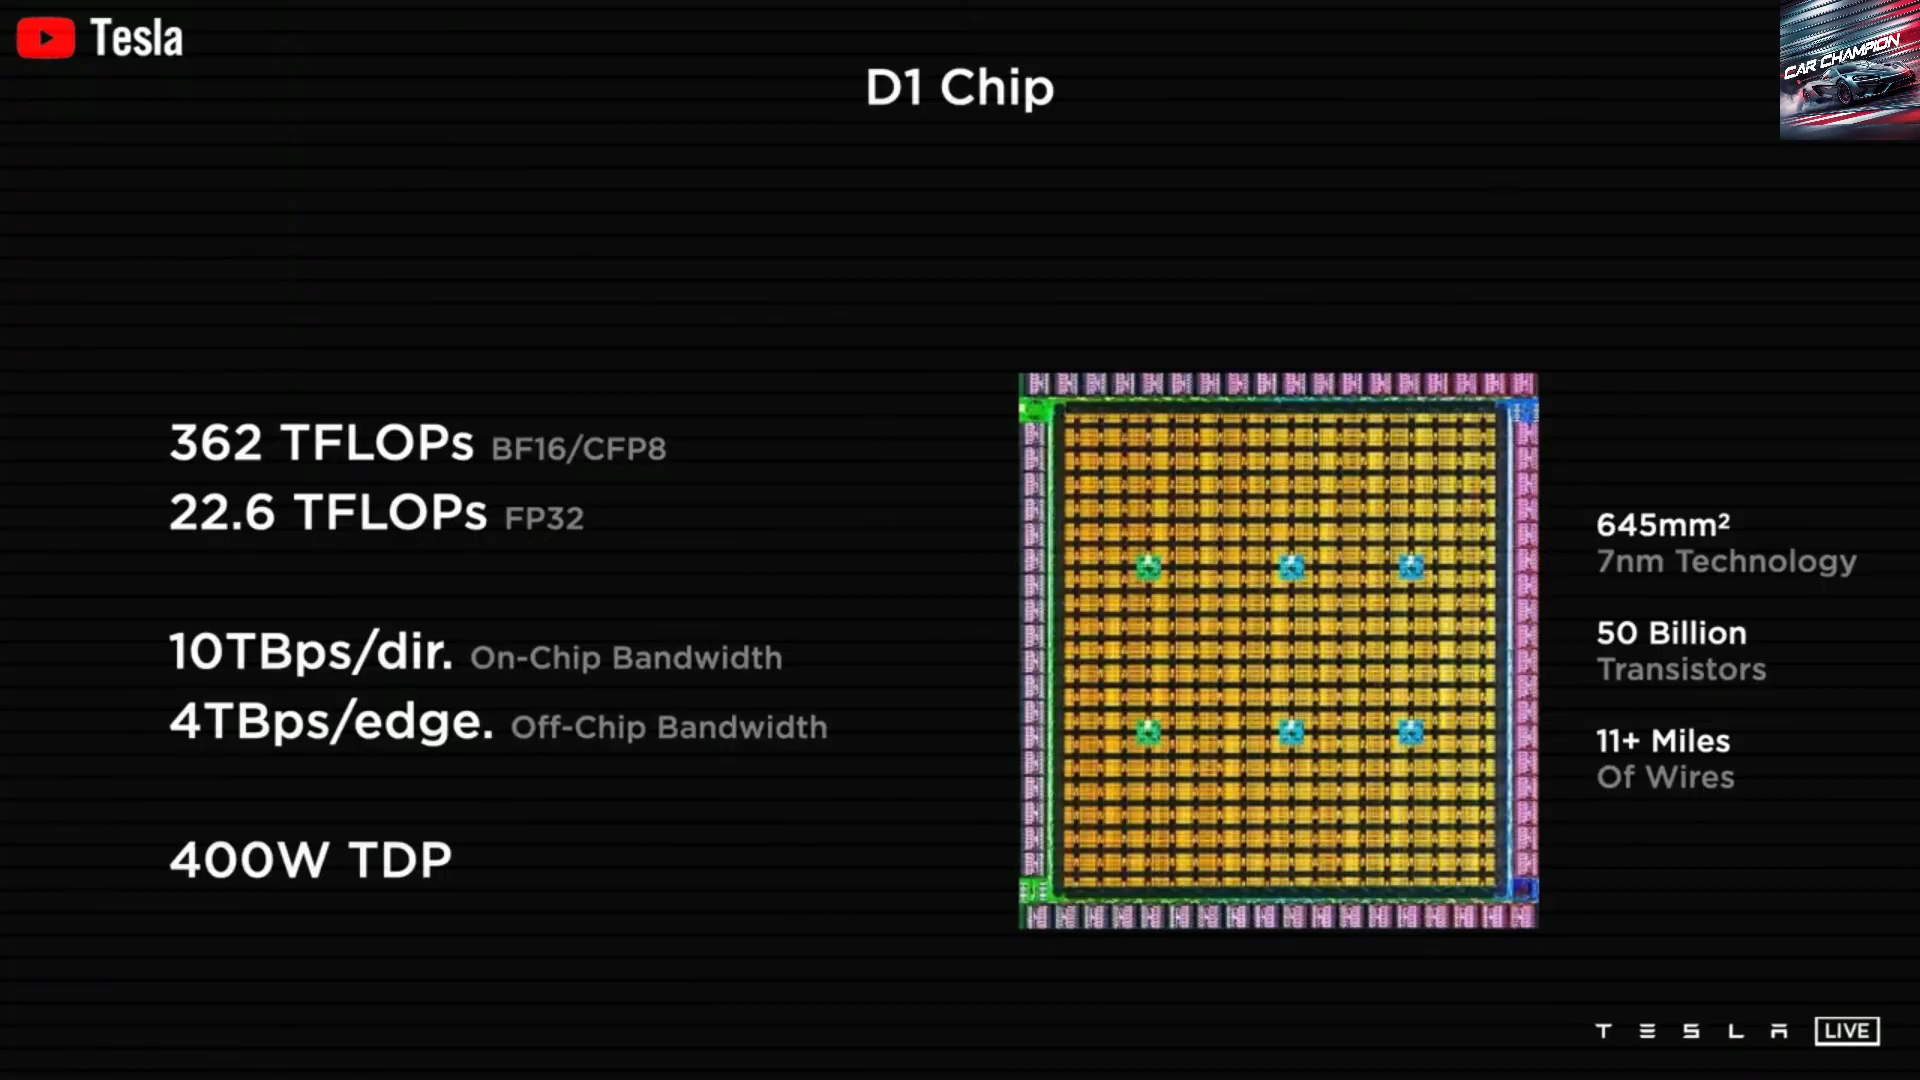 Tesla
CAR CHAMPION
D1 Chip
362 TFLOPs BF16/CFP8
22.6 TFLOPs FP32
10TBps/dir. On-Chip Bandwidth
4TBps/edge. Off-Chip Bandwidth
400W TDP
645mm²
7nm Technology
50 Billion
Transistors
11+ Miles
Of Wires
TESLA LIVE